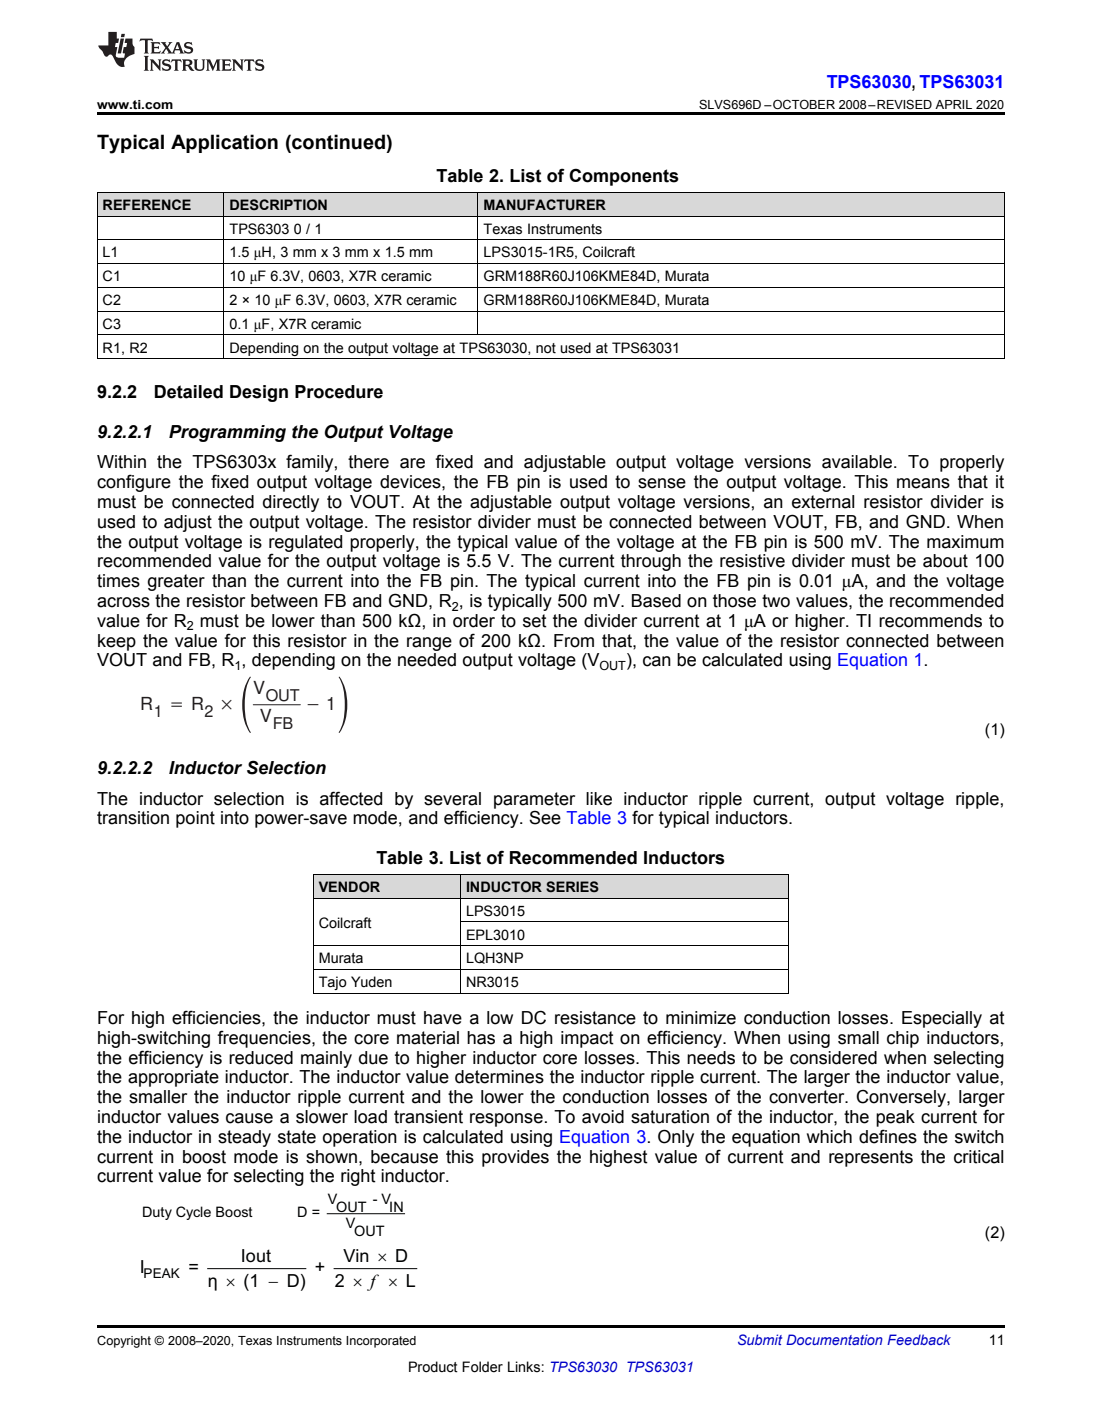 TEXAS
INSTRUMENTS
TPS63030, TPS63031
www.ti.com
SLVS696D –OCTOBER 2008–REVISED APRIL 2020
Typical Application (continued)
Table 2. List of Components
REFERENCE DESCRIPTION MANUFACTURER
TPS6303 0 / 1 Texas Instruments
L1 1.5 μH, 3 mm x 3 mm x 1.5 mm LPS3015-1R5, Coilcraft
C1 10 μF 6.3V, 0603, X7R ceramic GRM188R60J106KME84D, Murata
C2 2 × 10 μF 6.3V, 0603, X7R ceramic GRM188R60J106KME84D, Murata
C3 0.1 μF, X7R ceramic
R1, R2 Depending on the output voltage at TPS63030, not used at TPS63031
9.2.2 Detailed Design Procedure
9.2.2.1 Programming the Output Voltage
Within the TPS6303x family, there are fixed and adjustable output voltage versions available. To properly
configure the fixed output voltage devices, the FB pin is used to sense the output voltage. This means that it
must be connected directly to VOUT. At the adjustable output voltage versions, an external resistor divider is
used to adjust the output voltage. The resistor divider must be connected between VOUT, FB, and GND. When
the output voltage is regulated properly, the typical value of the voltage at the FB pin is 500 mV. The maximum
recommended value for the output voltage is 5.5 V. The current through the resistive divider must be about 100
times greater than the current into the FB pin. The typical current into the FB pin is 0.01 μA, and the voltage
across the resistor between FB and GND, R2, is typically 500 mV. Based on those two values, the recommended
value for R2 must be lower than 500 kΩ, in order to set the divider current at 1 μA or higher. TI recommends to
keep the value for this resistor in the range of 200 kΩ. From that, the value of the resistor connected between
VOUT and FB, R1, depending on the needed output voltage (VOUT), can be calculated using Equation 1.
R1 = R2 × (VOUT / VFB − 1)
(1)
9.2.2.2 Inductor Selection
The inductor selection is affected by several parameter like inductor ripple current, output voltage ripple,
transition point into power-save mode, and efficiency. See Table 3 for typical inductors.
Table 3. List of Recommended Inductors
VENDOR INDUCTOR SERIES
Coilcraft LPS3015
EPL3010
Murata LQH3NP
Tajo Yuden NR3015
For high efficiencies, the inductor must have a low DC resistance to minimize conduction losses. Especially at
high-switching frequencies, the core material has a high impact on efficiency. When using small chip inductors,
the efficiency is reduced mainly due to higher inductor core losses. This needs to be considered when selecting
the appropriate inductor. The inductor value determines the inductor ripple current. The larger the inductor value,
the smaller the inductor ripple current and the lower the conduction losses of the converter. Conversely, larger
inductor values cause a slower load transient response. To avoid saturation of the inductor, the peak current for
the inductor in steady state operation is calculated using Equation 3. Only the equation which defines the switch
current in boost mode is shown, because this provides the highest value of current and represents the critical
current value for selecting the right inductor.
Duty Cycle Boost D = (VOUT - VIN) / VOUT
(2)
IPEAK = Iout / (η × (1 − D)) + (Vin × D) / (2 × f × L)
Copyright © 2008–2020, Texas Instruments Incorporated
Submit Documentation Feedback 11
Product Folder Links: TPS63030 TPS63031